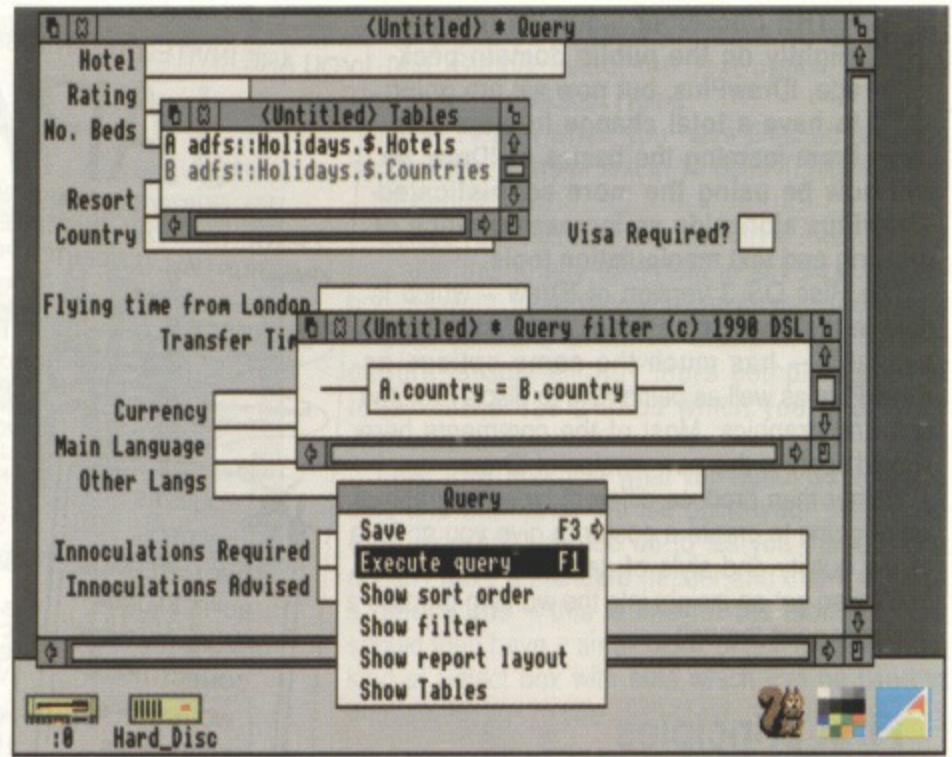 (Untitled) * Query
Hotel
Rating
(Untitled) Tables
No. Beds
A adfs::Holidays.$.Hotels
B adfs::Holidays.$.Countries
Resort
Country
Visa Required?
Flying time from London
(Untitled) * Query filter (c) 1990 DSL
Transfer Tim
A.country = B.country
Currency
Main Language
Other Langs
Query
Save F3
Execute query F1
Innoculations Required
Show sort order
Innoculations Advised
Show filter
Show report layout
Show Tables
:0
Hard_Disc